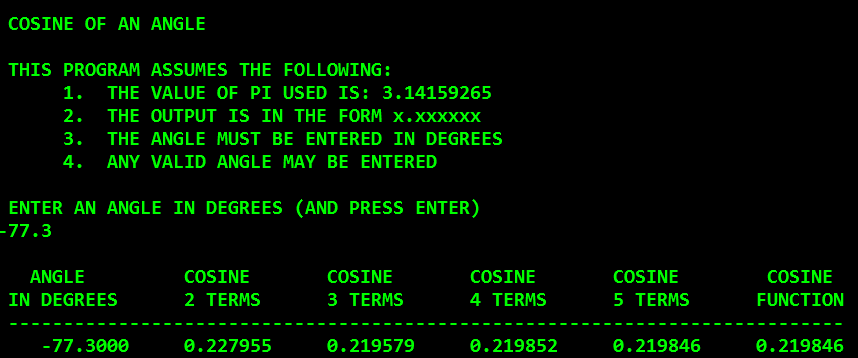 COSINE OF AN ANGLE
THIS PROGRAM ASSUMES THE FOLLOWING:
1. THE VALUE OF PI USED IS: 3.14159265
2. THE OUTPUT IS IN THE FORM x.xxxxxx
3. THE ANGLE MUST BE ENTERED IN DEGREES
4. ANY VALID ANGLE MAY BE ENTERED
ENTER AN ANGLE IN DEGREES (AND PRESS ENTER)
-77.3
ANGLE COSINE COSINE COSINE COSINE COSINE
IN DEGREES 2 TERMS 3 TERMS 4 TERMS 5 TERMS FUNCTION
----------------------------------------------------------------------------
-77.3000 0.227955 0.219579 0.219852 0.219846 0.219846